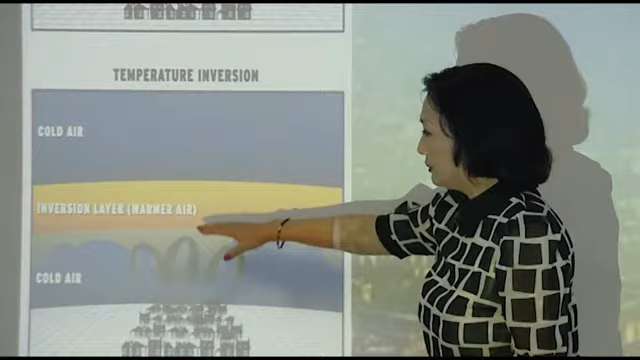 TEMPERATURE INVERSION
COLD AIR
INVERSION LAYER (WARMER AIR)
COLD AIR